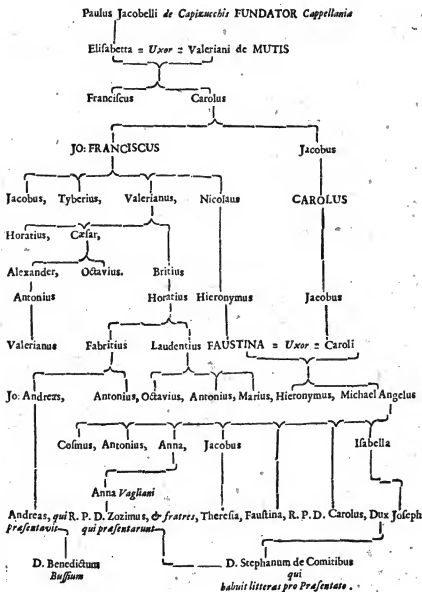 Paulus Jacobelli de Capizucchis FUNDATOR Cappellania
Elisabetta = Uxor = Valeriani de MUTIS
Franciscus Carolus
JO: FRANCISCUS Jacobus
Jacobus, Tyberius, Valerianus, Nicolaus CAROLUS
Horatius, Cæsar,
Alexander, Octavius. Britius
Antonius Horatius Hieronymus Jacobus
Valerianus Fabritius Laudentius FAUSTINA = Uxor = Caroli
Jo: Andreas, Antonius, Octavius, Antonius, Marius, Hieronymus, Michael Angelus
Cosmus, Antonius, Anna, Jacobus Isabella
Anna Vagliani
Andreas, qui R. P. D. Zozimus, & fratres, Theresia, Faustina, R. P. D. Carolus, Dux Joseph
præsentavit qui præsentarunt
D. Benedictum D. Stephanum de Comitibus
Bussium qui
habuit litteras pro Præsentato.